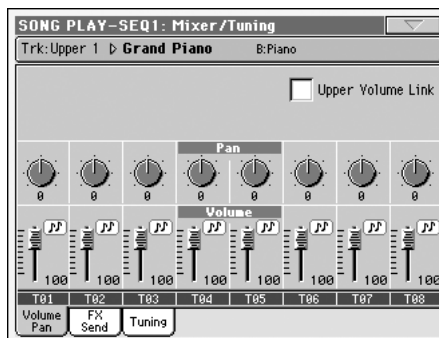 SONG PLAY-SEQ1: Mixer/Tuning
Trk: Upper 1 ▷ Grand Piano B:Piano
Upper Volume Link
Pan
0 0 0 0 0 0 0 0
Volume
100 100 100 100 100 100 100 100
T01 T02 T03 T04 T05 T06 T07 T08
Volume Pan FX Send Tuning